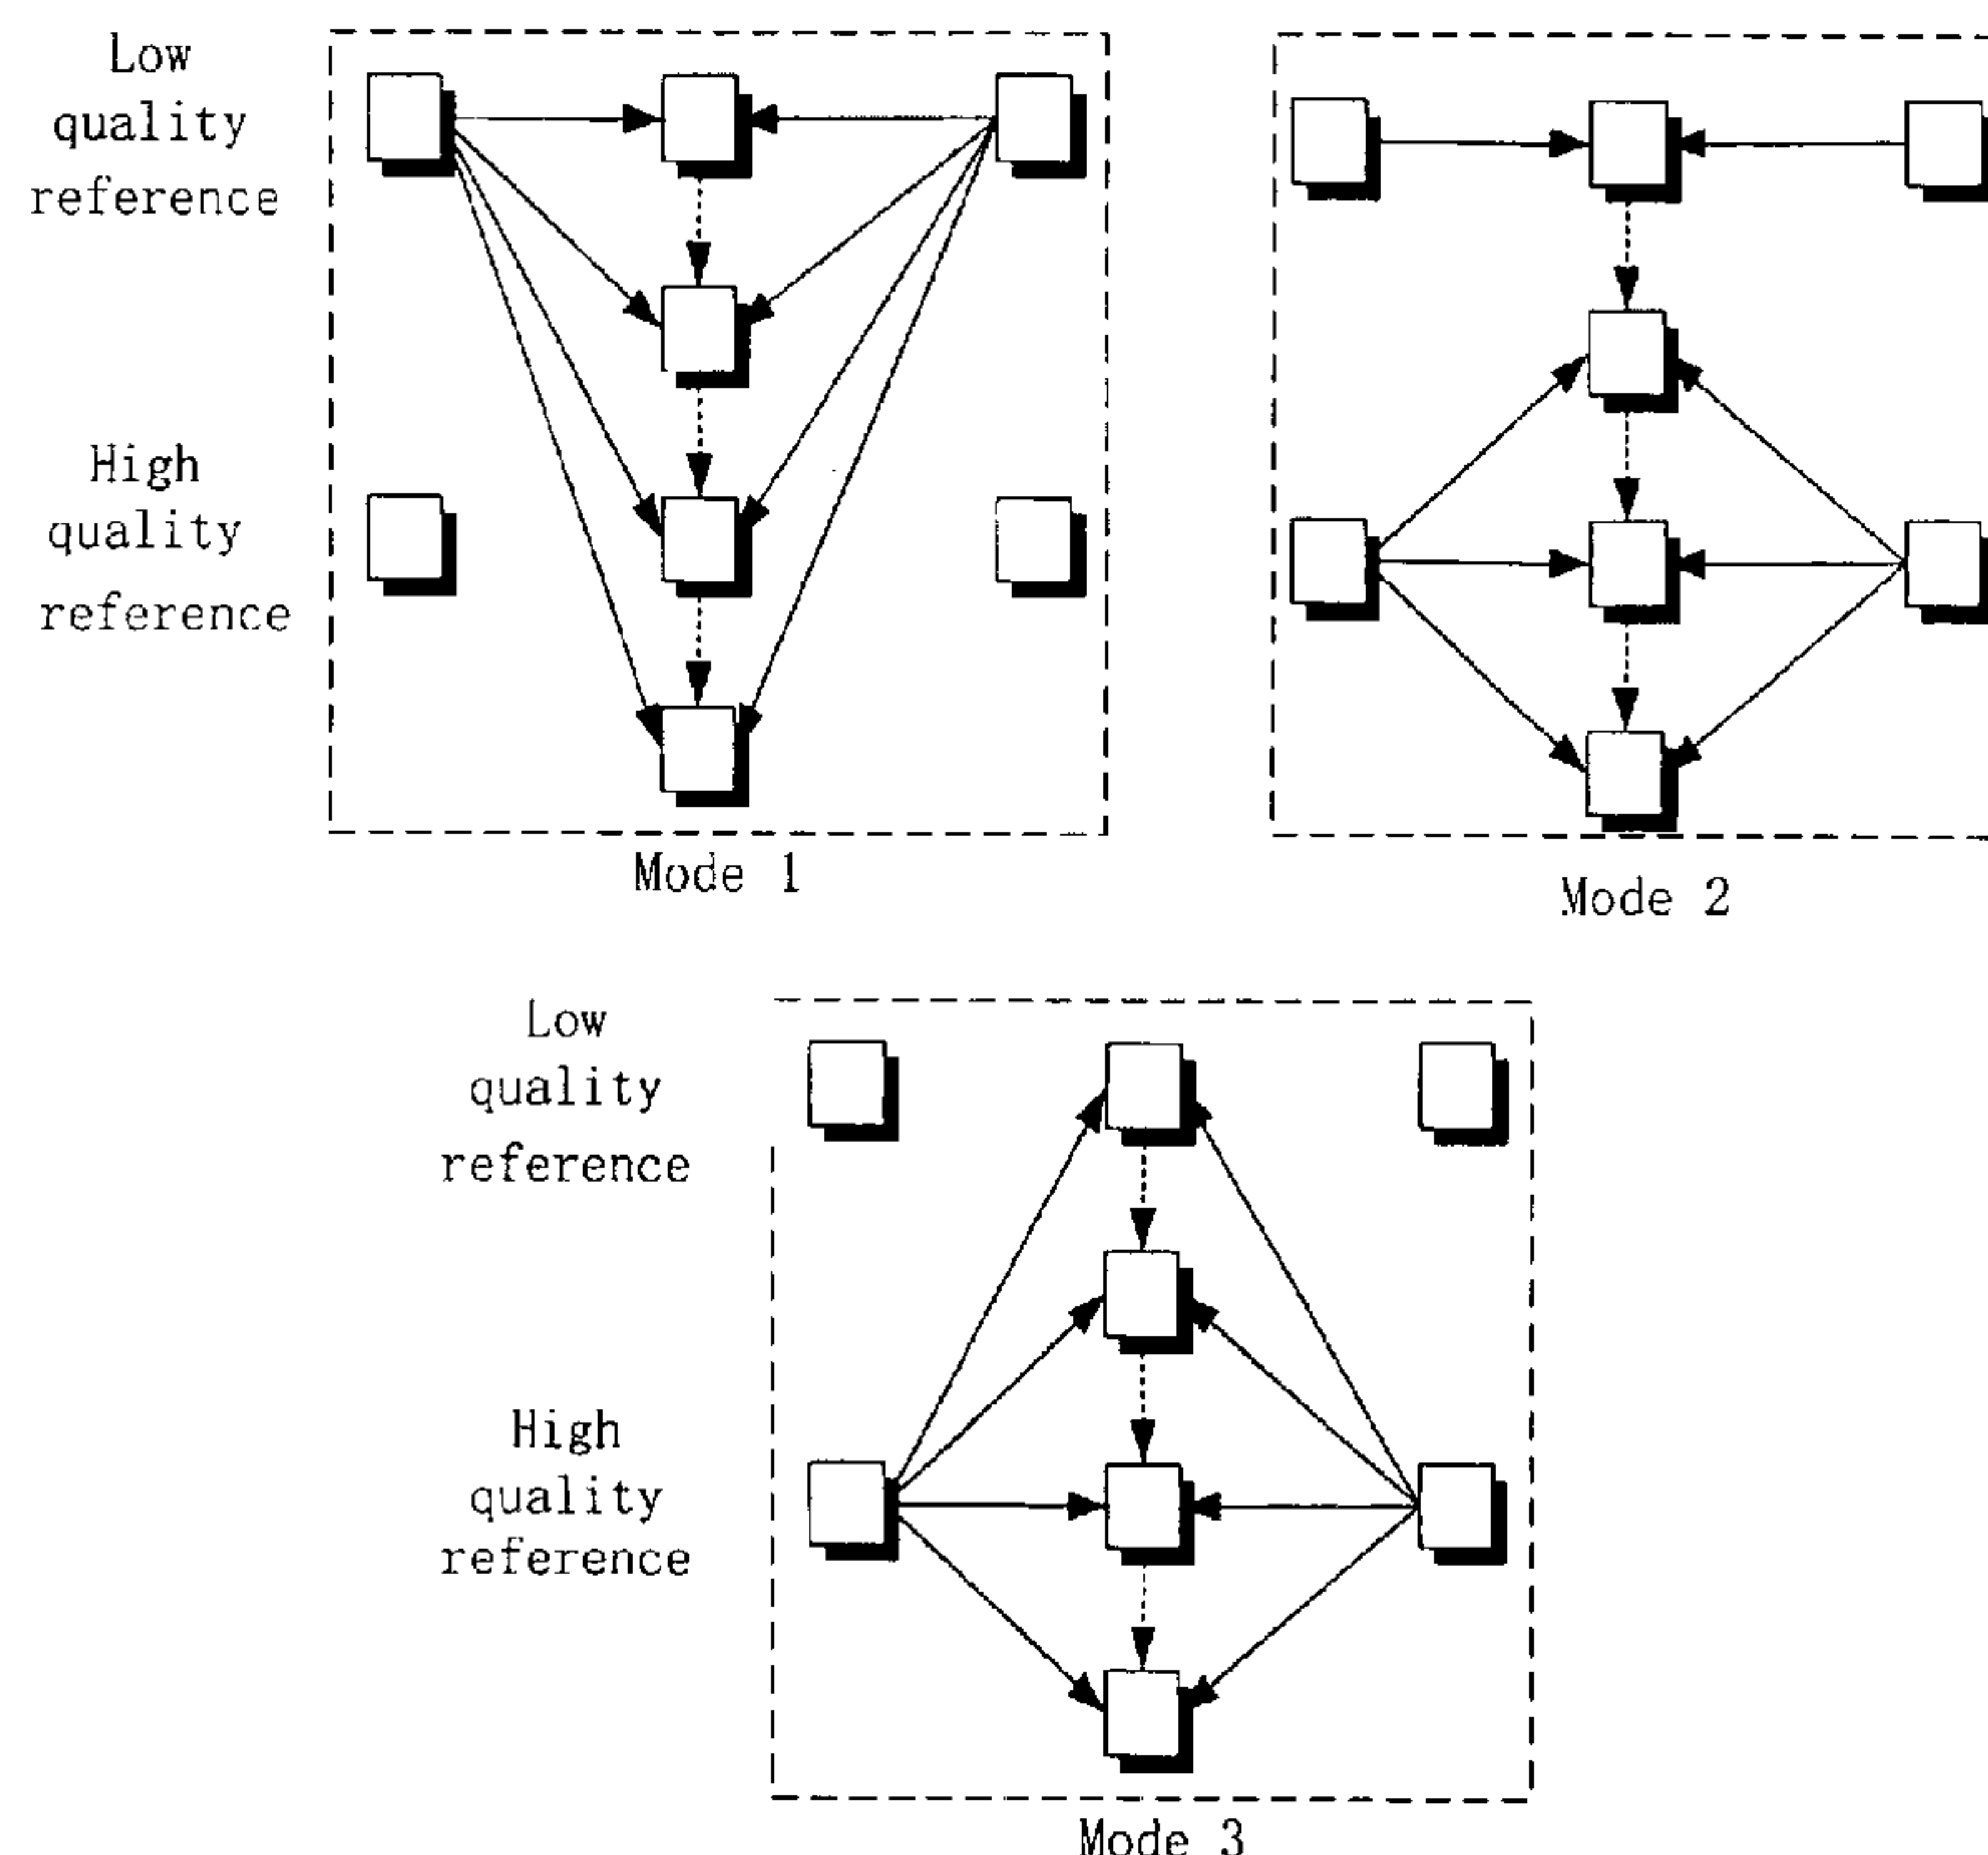 Low
quality
reference
High
quality
reference
Mode 1
Mode 2
Low
quality
reference
High
quality
reference
Mode 3